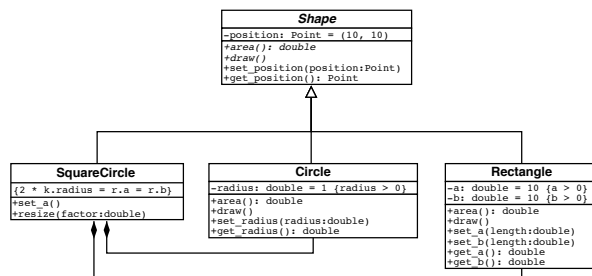 Shape
-position: Point = (10, 10)
+area(): double
+draw()
+set_position(position:Point)
+get_position(): Point
SquareCircle
{2 * k.radius = r.a = r.b}
+set_a()
+resize(factor:double)
Circle
-radius: double = 1 {radius > 0}
+area(): double
+draw()
+set_radius(radius:double)
+get_radius(): double
Rectangle
-a: double = 10 {a > 0}
-b: double = 10 {b > 0}
+area(): double
+draw()
+set_a(length:double)
+set_b(length:double)
+get_a(): double
+get_b(): double